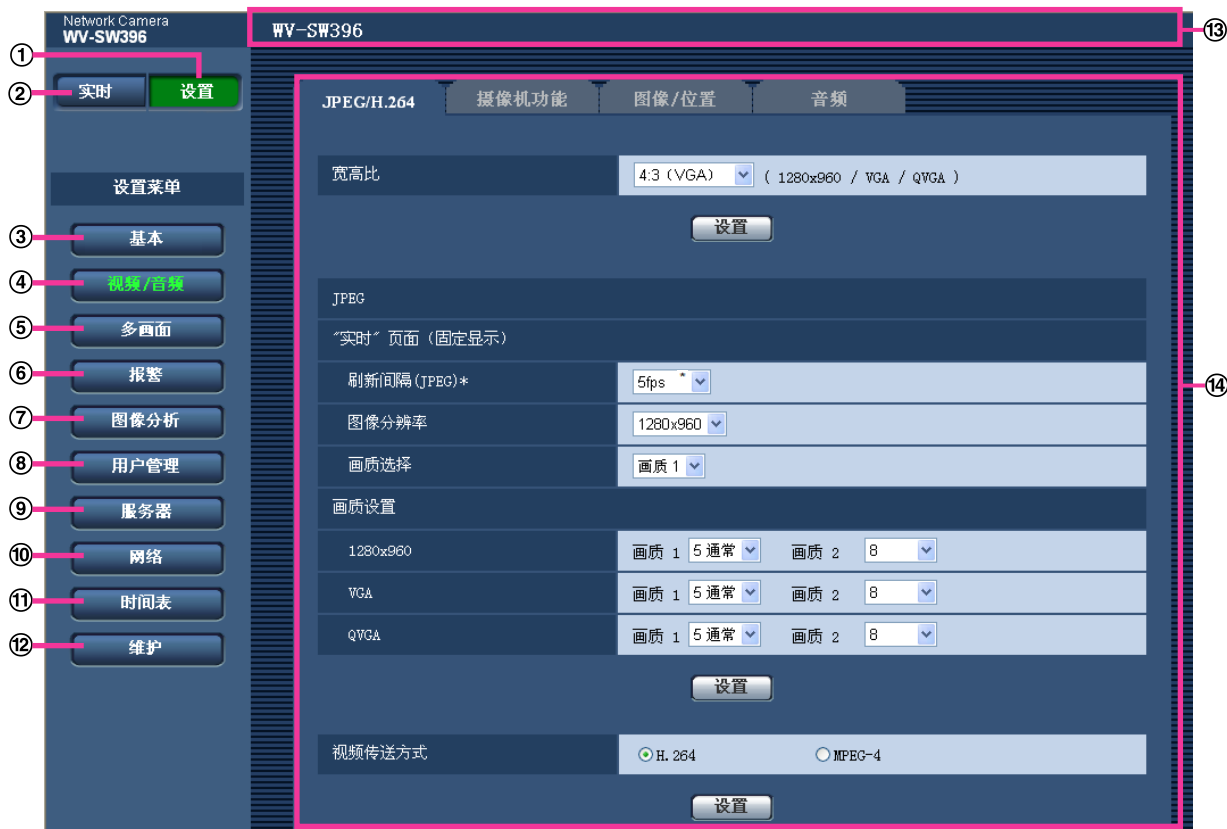 Network Camera
WV-SW396
WV-SW396
⑬
①
② 实时 设置
JPEG/H.264 摄像机功能 图像/位置 音频
设置菜单
宽高比 4:3（VGA） ( 1280x960 / VGA / QVGA )
设置
③ 基本
④ 视频/音频
⑤ 多画面
⑥ 报警
⑦ 图像分析
⑧ 用户管理
⑨ 服务器
⑩ 网络
⑪ 时间表
⑫ 维护
JPEG
"实时" 页面（固定显示）
刷新间隔(JPEG)* 5fps *
⑭
图像分辨率 1280x960
画质选择 画质 1
画质设置
1280x960 画质 1 5 通常 画质 2 8
VGA 画质 1 5 通常 画质 2 8
QVGA 画质 1 5 通常 画质 2 8
设置
视频传送方式 H.264 MPEG-4
设置